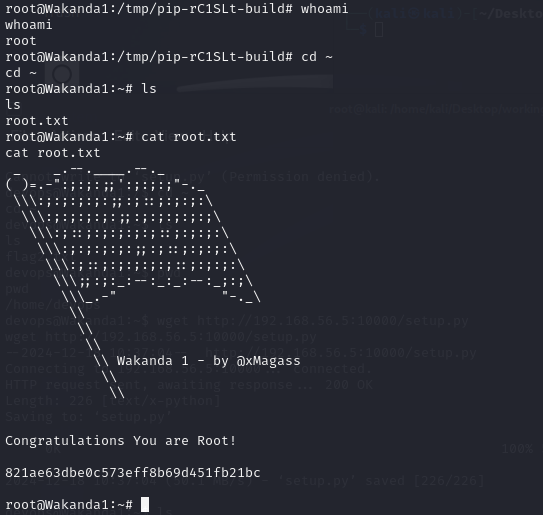 root@Wakanda1:/tmp/pip-rC1SLt-build# whoami
whoami
root
root@Wakanda1:/tmp/pip-rC1SLt-build# cd ~
cd ~
root@Wakanda1:~# ls
ls
root.txt
root@Wakanda1:~# cat root.txt
cat root.txt
Wakanda 1 - by @xMagass
Congratulations You are Root!
821ae63dbe0c573eff8b69d451fb21bc
root@Wakanda1:~#